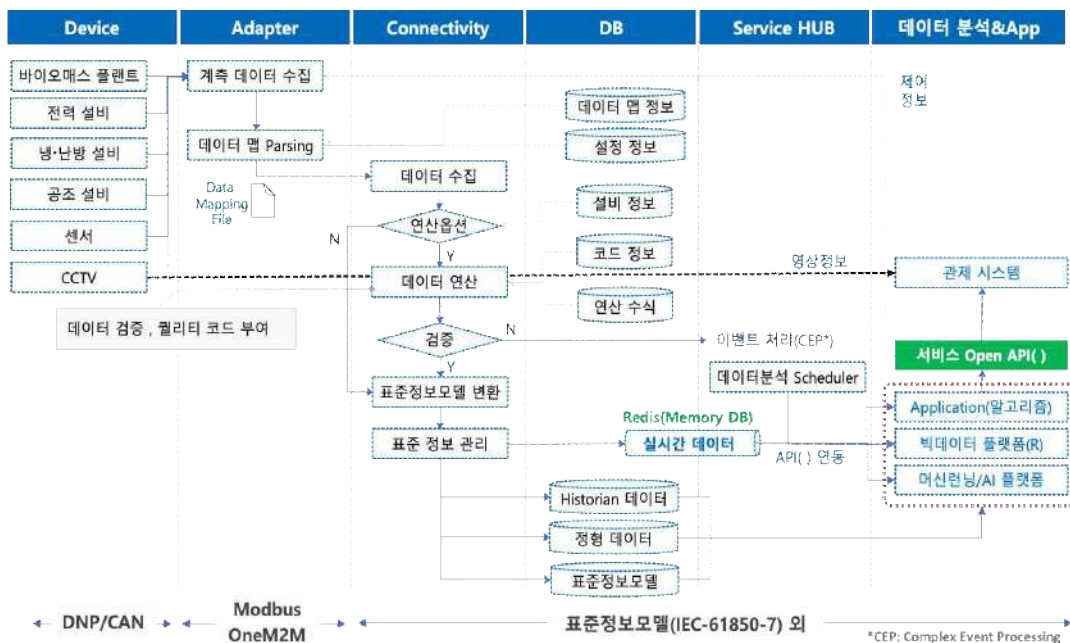 Device
Adapter
Connectivity
DB
Service HUB
데이터 분석&App
바이오매스 플랜트
전력 설비
냉•난방 설비
공조 설비
센서
CCTV
데이터 검증 , 퀄리티 코드 부여
계측 데이터 수집
데이터 맵 Parsing
Data
Mapping
File
데이터 수집
연산옵션
N
Y
데이터 연산
검증
N
Y
표준정보모델 변환
표준 정보 관리
데이터 맵 정보
설정 정보
설비 정보
코드 정보
연산 수식
Redis(Memory DB)
실시간 데이터
Historian 데이터
정형 데이터
표준정보모델
영상정보
이벤트 처리(CEP*)
데이터분석 Scheduler
API( ) 연동
제어
정보
관제 시스템
서비스 Open API( )
Application(알고리즘)
빅데이터 플랫폼(R)
머신런닝/AI 플랫폼
DNP/CAN
Modbus
OneM2M
표준정보모델(IEC-61850-7) 외
*CEP: Complex Event Processing